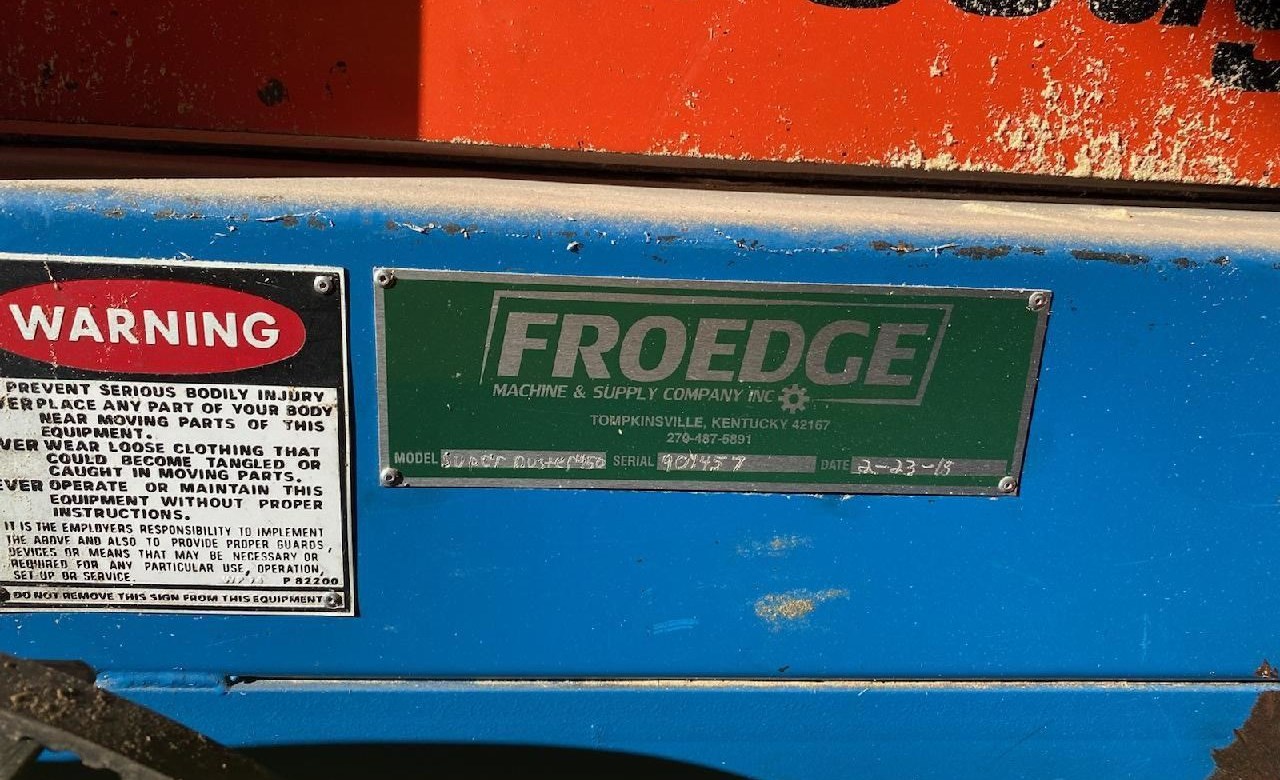 WARNING
PREVENT SERIOUS BODILY INJURY
VER PLACE ANY PART OF YOUR BODY
NEAR MOVING PARTS OF THIS
EQUIPMENT.
VER WEAR LOOSE CLOTHING THAT
COULD BECOME TANGLED OR
CAUGHT IN MOVING PARTS.
EVER OPERATE OR MAINTAIN THIS
EQUIPMENT WITHOUT PROPER
INSTRUCTIONS.
IT IS THE EMPLOYERS RESPONSIBILITY TO IMPLEMENT
THE ABOVE AND ALSO TO PROVIDE PROPER GUARDS,
DEVICES OR MEANS THAT MAY BE NECESSARY OR
REQUIRED FOR ANY PARTICULAR USE, OPERATION,
SET UP OR SERVICE. P 82200
DO NOT REMOVE THIS SIGN FROM THIS EQUIPMENT
FROEDGE
MACHINE & SUPPLY COMPANY INC
TOMPKINSVILLE, KENTUCKY 42167
270-487-5891
MODEL SUPER SERIAL DATE 2-23-18